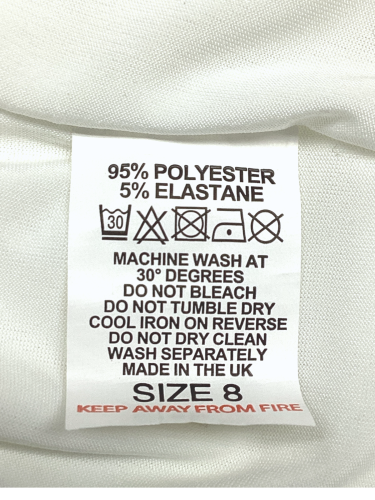 95% POLYESTER
5% ELASTANE
30
MACHINE WASH AT
30° DEGREES
DO NOT BLEACH
DO NOT TUMBLE DRY
COOL IRON ON REVERSE
DO NOT DRY CLEAN
WASH SEPARATELY
MADE IN THE UK
SIZE 8
KEEP AWAY FROM FIRE